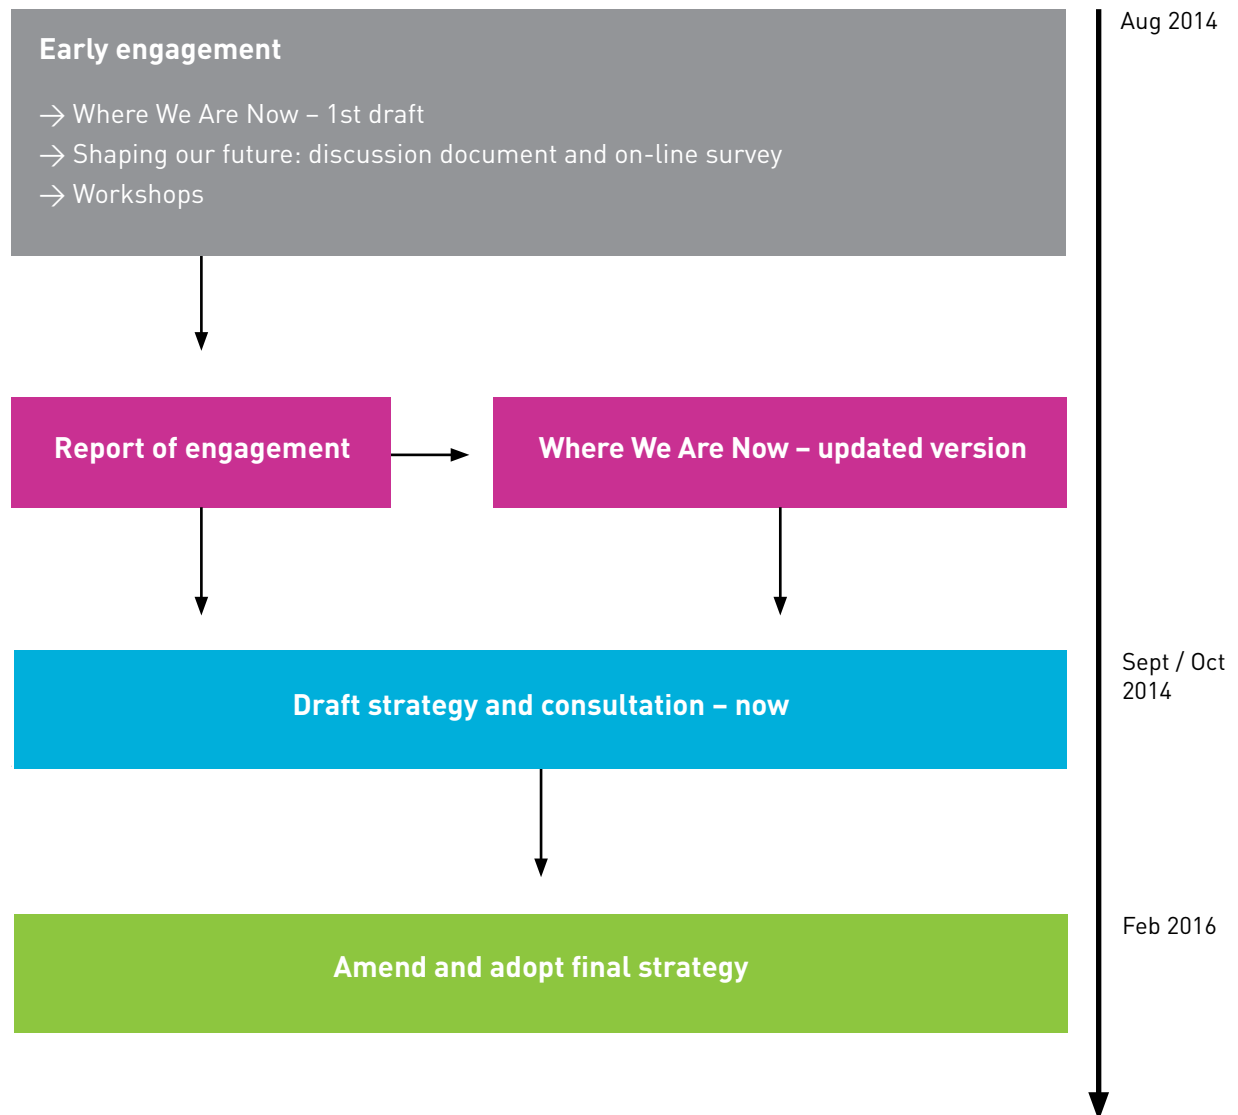 Early engagement
→ Where We Are Now – 1st draft
→ Shaping our future: discussion document and on-line survey
→ Workshops
Aug 2014
Report of engagement
Where We Are Now – updated version
Draft strategy and consultation – now
Sept / Oct
2014
Amend and adopt final strategy
Feb 2016